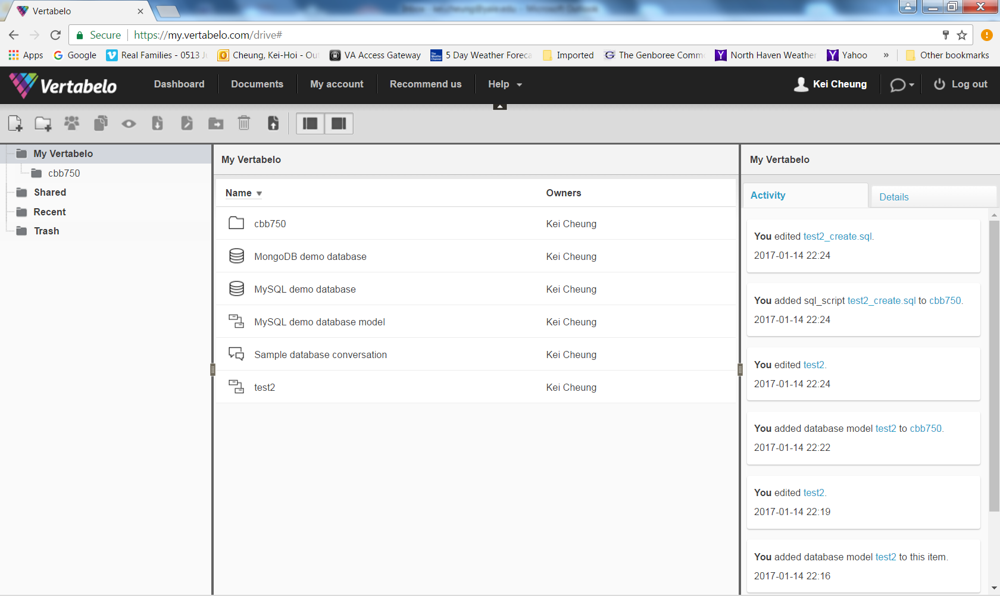 Vertabelo
Secure https://my.vertabelo.com/drive#
Apps Google Real Families - 0513 Cheung, Kei-Hoi - Out VA Access Gateway The Weather Channel 5 Day Weather Foreca Imported The Genboree Comm North Haven Weather Yahoo » Other bookmarks
Vertabelo Dashboard Documents My account Recommend us Help Kei Cheung Log out
My Vertabelo
cbb750
Shared
Recent
Trash
My Vertabelo
Name Owners
cbb750 Kei Cheung
MongoDB demo database Kei Cheung
MySQL demo database Kei Cheung
MySQL demo database model Kei Cheung
Sample database conversation Kei Cheung
test2 Kei Cheung
My Vertabelo
Activity Details
You edited test2_create.sql.
2017-01-14 22:24
You added sql_script test2_create.sql to cbb750.
2017-01-14 22:24
You edited test2.
2017-01-14 22:24
You added database model test2 to cbb750.
2017-01-14 22:22
You edited test2.
2017-01-14 22:19
You added database model test2 to this item.
2017-01-14 22:16